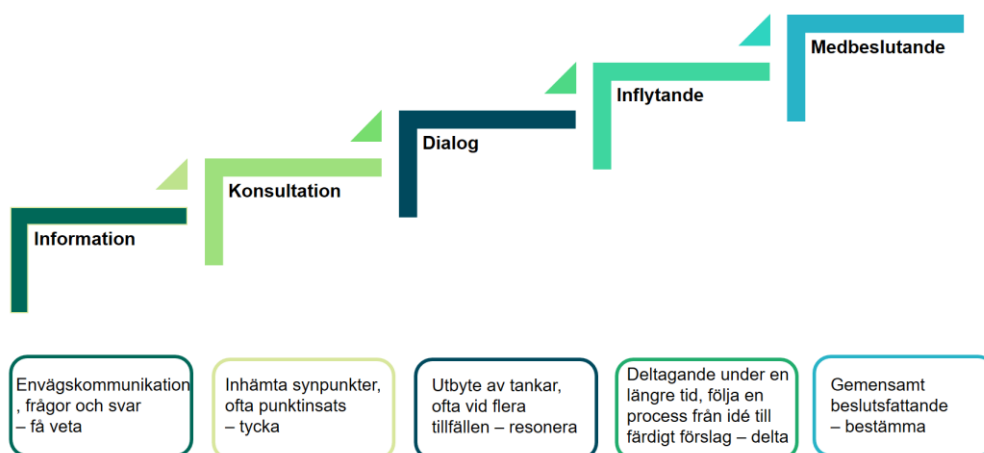 Medbeslutande
Inflytande
Dialog
Konsultation
Information
Envägskommunikation
, frågor och svar
– få veta
Inhämta synpunkter,
ofta punktinsats
– tycka
Utbyte av tankar,
ofta vid flera
tillfällen – resonera
Deltagande under en
längre tid, följa en
process från idé till
färdigt förslag – delta
Gemensamt
beslutsfattande
– bestämma